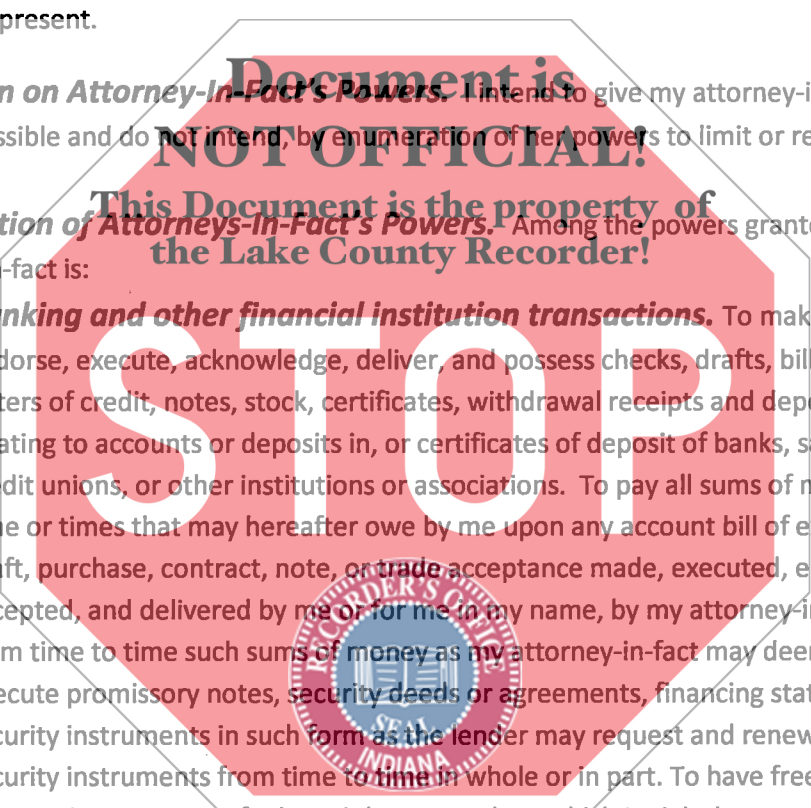 present.
Document is
n on Attorney-In-Fact's Powers. I intend to give my attorney-i
NOT OFFICIAL!
ssible and do not intend, by enumeration of her powers to limit or re
This Document is the property of
tion of Attorneys-In-Fact's Powers. Among the powers grante
the Lake County Recorder!
-fact is:
nking and other financial institution transactions. To mak
dorse, execute, acknowledge, deliver, and possess checks, drafts, bill
ters of credit, notes, stock, certificates, withdrawal receipts and depo
ating to accounts or deposits in, or certificates of deposit of banks, sa
edit unions, or other institutions or associations. To pay all sums of m
e or times that may hereafter owe by me upon any account bill of e
ft, purchase, contract, note, or trade acceptance made, executed, e
cepted, and delivered by me or for me in my name, by my attorney-i
m time to time such sums of money as my attorney-in-fact may deer
ecute promissory notes, security deeds or agreements, financing stat
curity instruments in such form as the lender may request and renew
curity instruments from time to time in whole or in part. To have free
STOP
RECORDER'S OFFICE
SEAL
INDIANA